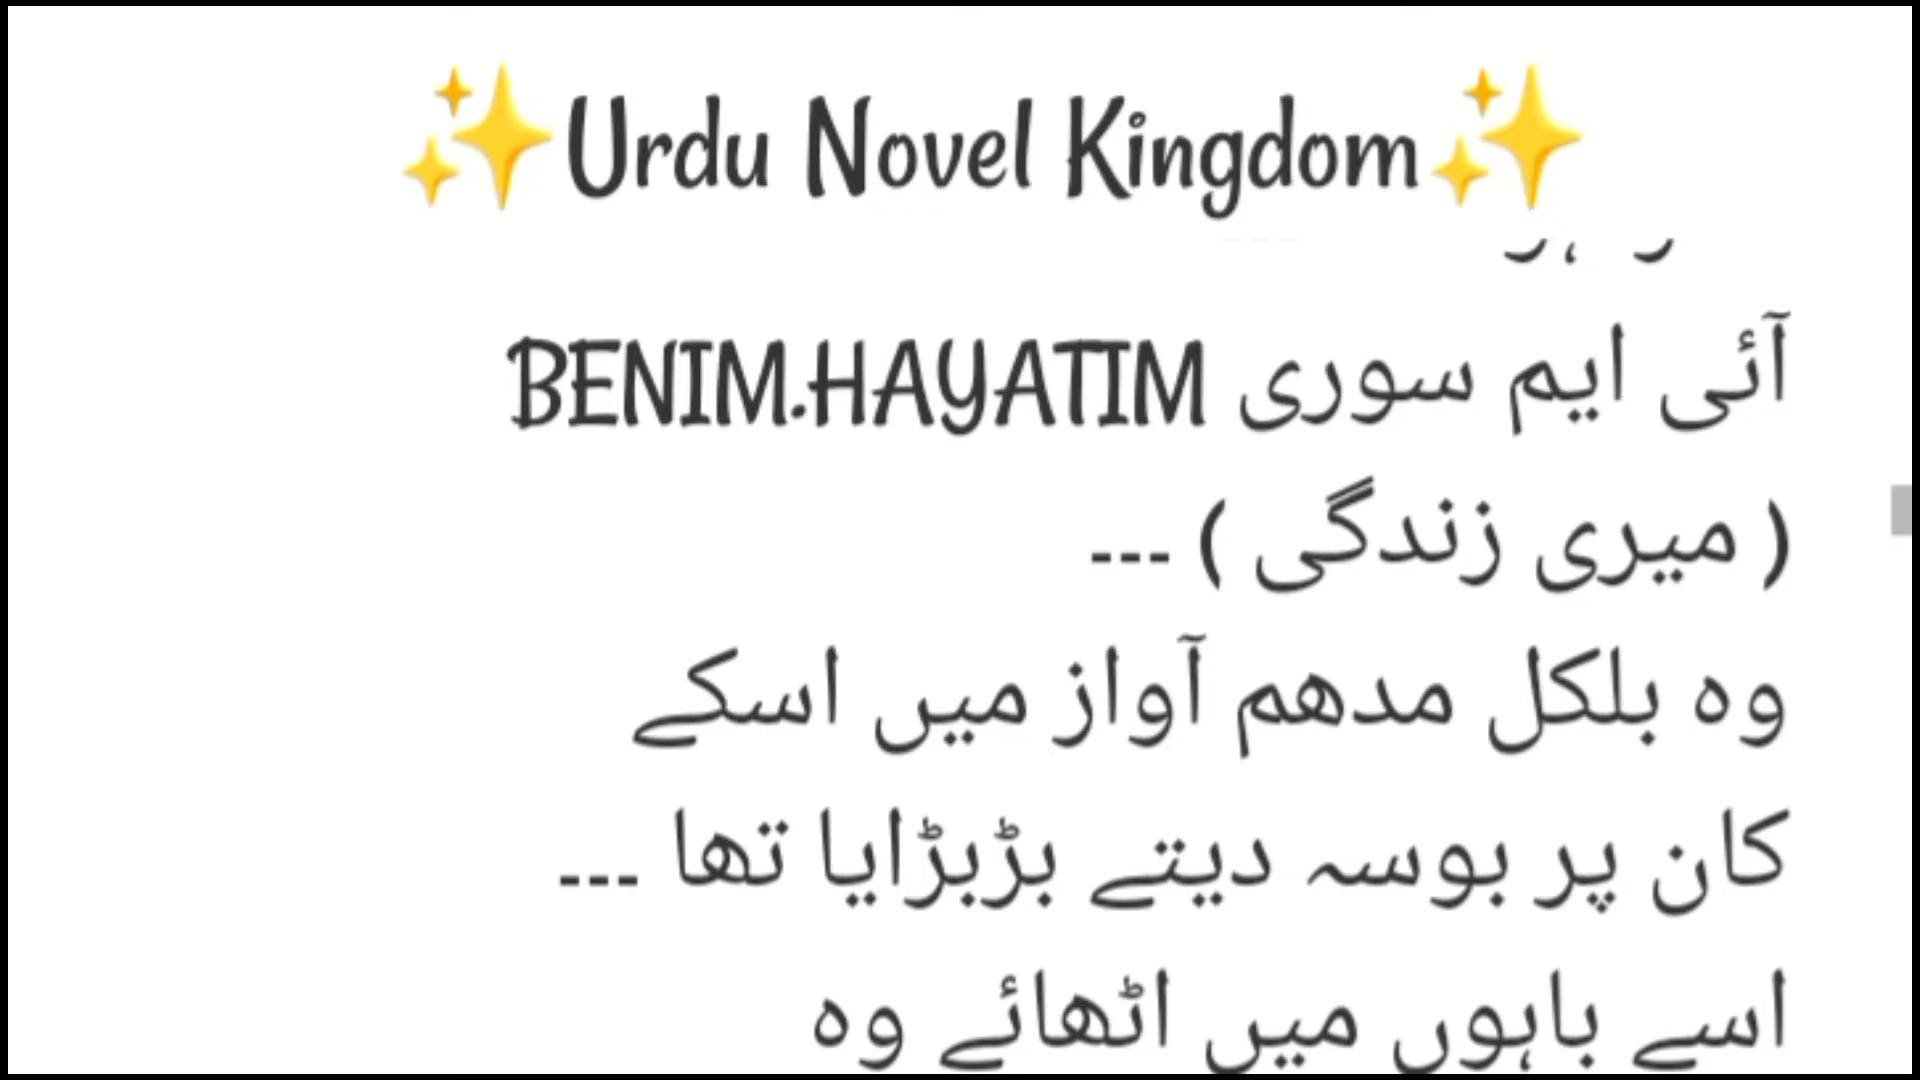 ✨Urdu Novel Kingdom✨
آئی ایم سوری BENIM.HAYATIM
( میری زندگی ) ---
وہ بلکل مدھم آواز میں اسکے
کان پر بوسہ دیتے بڑبڑایا تھا ---
اسے باہوں میں اٹھائے وہ